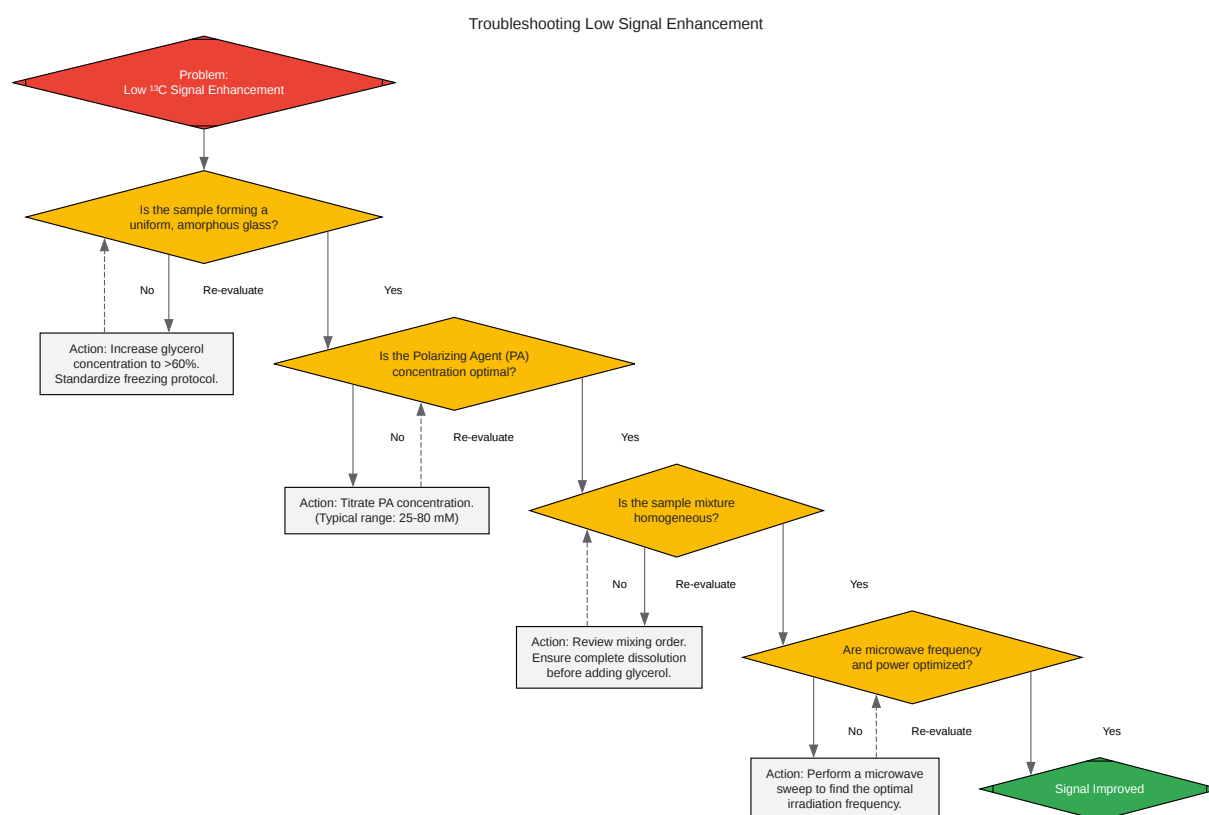 Troubleshooting Low Signal Enhancement
Problem:
Low ¹³C Signal Enhancement
Is the sample forming a
uniform, amorphous glass?
No
Re-evaluate
Yes
Action: Increase glycerol
concentration to >60%.
Standardize freezing protocol.
Is the Polarizing Agent (PA)
concentration optimal?
No
Re-evaluate
Yes
Action: Titrate PA concentration.
(Typical range: 25-80 mM)
Is the sample mixture
homogeneous?
No
Re-evaluate
Yes
Action: Review mixing order.
Ensure complete dissolution
before adding glycerol.
Are microwave frequency
and power optimized?
No
Re-evaluate
Yes
Action: Perform a microwave
sweep to find the optimal
irradiation frequency.
Signal Improved